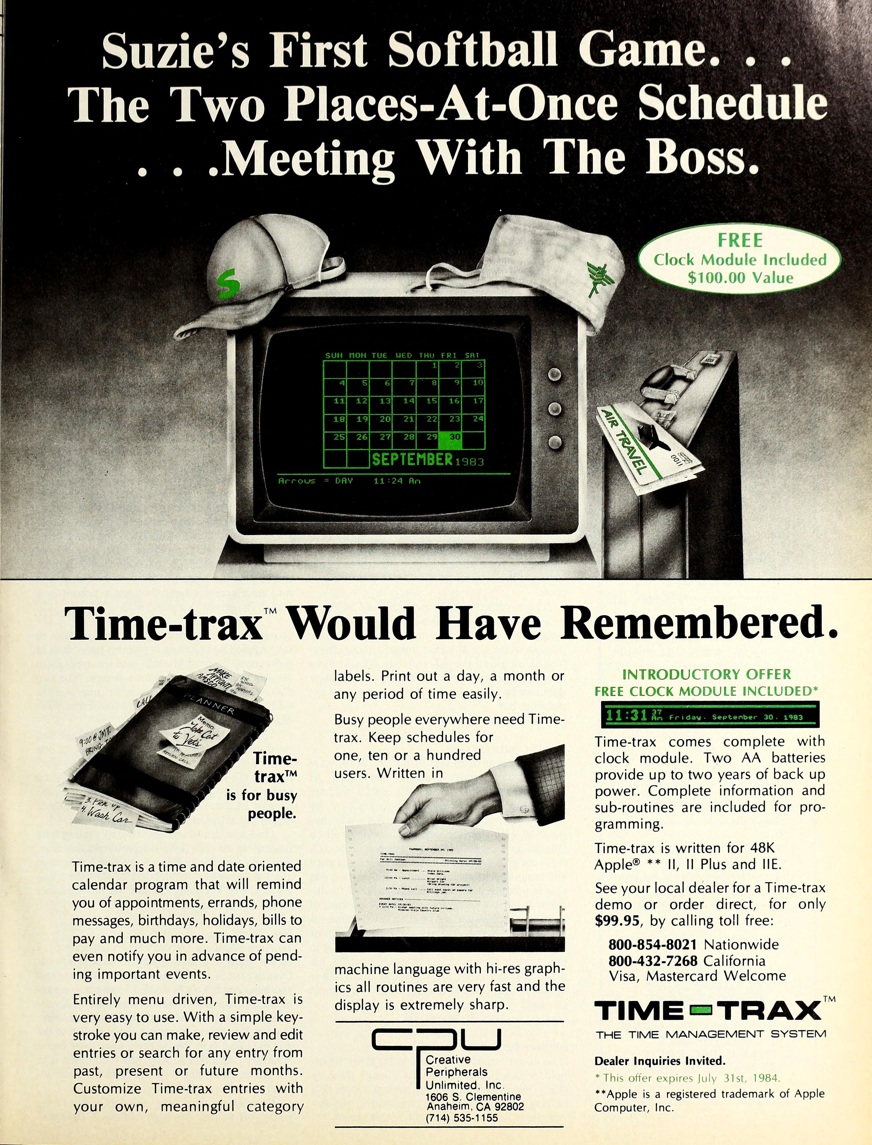 Suzie's First Softball Game. . .
The Two Places-At-Once Schedule
. . .Meeting With The Boss.
FREE
Clock Module Included
$100.00 Value
S
SUN MON TUE WED THU FRI SAT
1 2 3
4 5 6 7 8 9 10
11 12 13 14 15 16 17
18 19 20 21 22 23 24
25 26 27 28 29 30
SEPTEMBER 1983
Arrows = DAY 11:24 Am
AIR TRAVEL
0011
Time-trax™ Would Have Remembered.
PLANNER
Memo
Take Cat
to Vets
3. Pick up
4. Wash Car
Time-
trax™
is for busy
people.
Time-trax is a time and date oriented
calendar program that will remind
you of appointments, errands, phone
messages, birthdays, holidays, bills to
pay and much more. Time-trax can
even notify you in advance of pend-
ing important events.
Entirely menu driven, Time-trax is
very easy to use. With a simple key-
stroke you can make, review and edit
entries or search for any entry from
past, present or future months.
Customize Time-trax entries with
your own, meaningful category
labels. Print out a day, a month or
any period of time easily.
Busy people everywhere need Time-
trax. Keep schedules for
one, ten or a hundred
users. Written in
machine language with hi-res graph-
ics all routines are very fast and the
display is extremely sharp.
cpu
Creative
Peripherals
Unlimited, Inc.
1606 S. Clementine
Anaheim, CA 92802
(714) 535-1155
INTRODUCTORY OFFER
FREE CLOCK MODULE INCLUDED*
11:31 37 Am Friday, September 30, 1983
Time-trax comes complete with
clock module. Two AA batteries
provide up to two years of back up
power. Complete information and
sub-routines are included for pro-
gramming.
Time-trax is written for 48K
Apple® ** II, II Plus and IIE.
See your local dealer for a Time-trax
demo or order direct, for only
$99.95, by calling toll free:
800-854-8021 Nationwide
800-432-7268 California
Visa, Mastercard Welcome
TIME TRAX™
THE TIME MANAGEMENT SYSTEM
Dealer Inquiries Invited.
*This offer expires July 31st, 1984.
**Apple is a registered trademark of Apple
Computer, Inc.